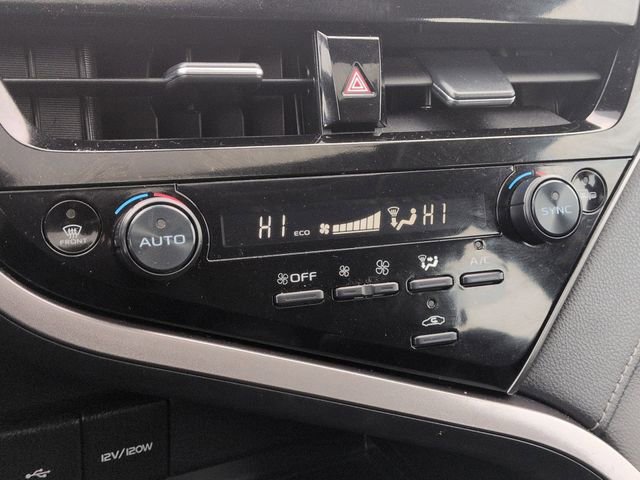 FRONT
AUTO
HI ECO HI
SYNC
OFF
A/C
12V/120W